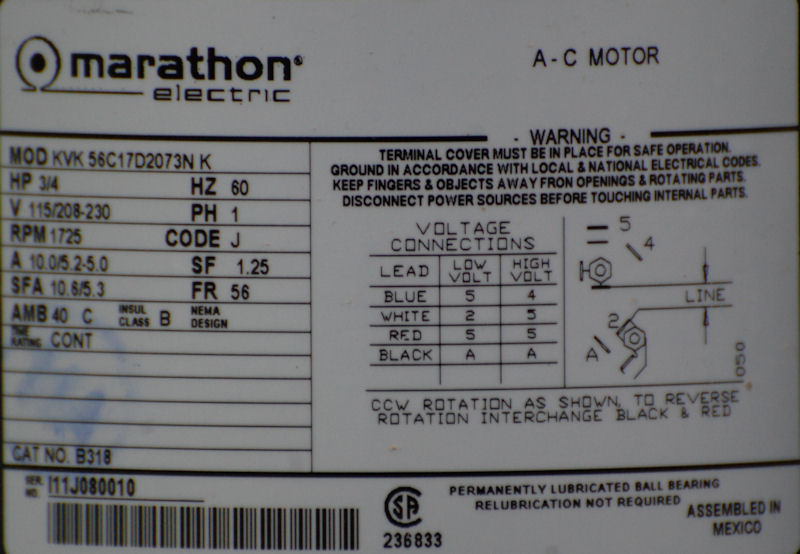 marathon®
electric
A-C MOTOR
MOD KVK 56C17D2073N K
HP 3/4 HZ 60
V 115/208-230 PH 1
RPM 1725 CODE J
A 10.0/5.2-5.0 SF 1.25
SFA 10.6/5.3 FR 56
AMB 40 C INSUL CLASS B NEMA DESIGN
TIME RATING CONT
CAT NO. B318
- WARNING -
TERMINAL COVER MUST BE IN PLACE FOR SAFE OPERATION.
GROUND IN ACCORDANCE WITH LOCAL & NATIONAL ELECTRICAL CODES.
KEEP FINGERS & OBJECTS AWAY FRON OPENINGS & ROTATING PARTS.
DISCONNECT POWER SOURCES BEFORE TOUCHING INTERNAL PARTS.
VOLTAGE
CONNECTIONS
LEAD LOW VOLT HIGH VOLT
BLUE 5 4
WHITE 2 5
RED 5 5
BLACK A A
5
4
LINE
2
A
050
CCW ROTATION AS SHOWN, TO REVERSE
ROTATION INTERCHANGE BLACK & RED
SER. NO. I11J080010
SA
236833
PERMANENTLY LUBRICATED BALL BEARING
RELUBRICATION NOT REQUIRED
ASSEMBLED IN
MEXICO